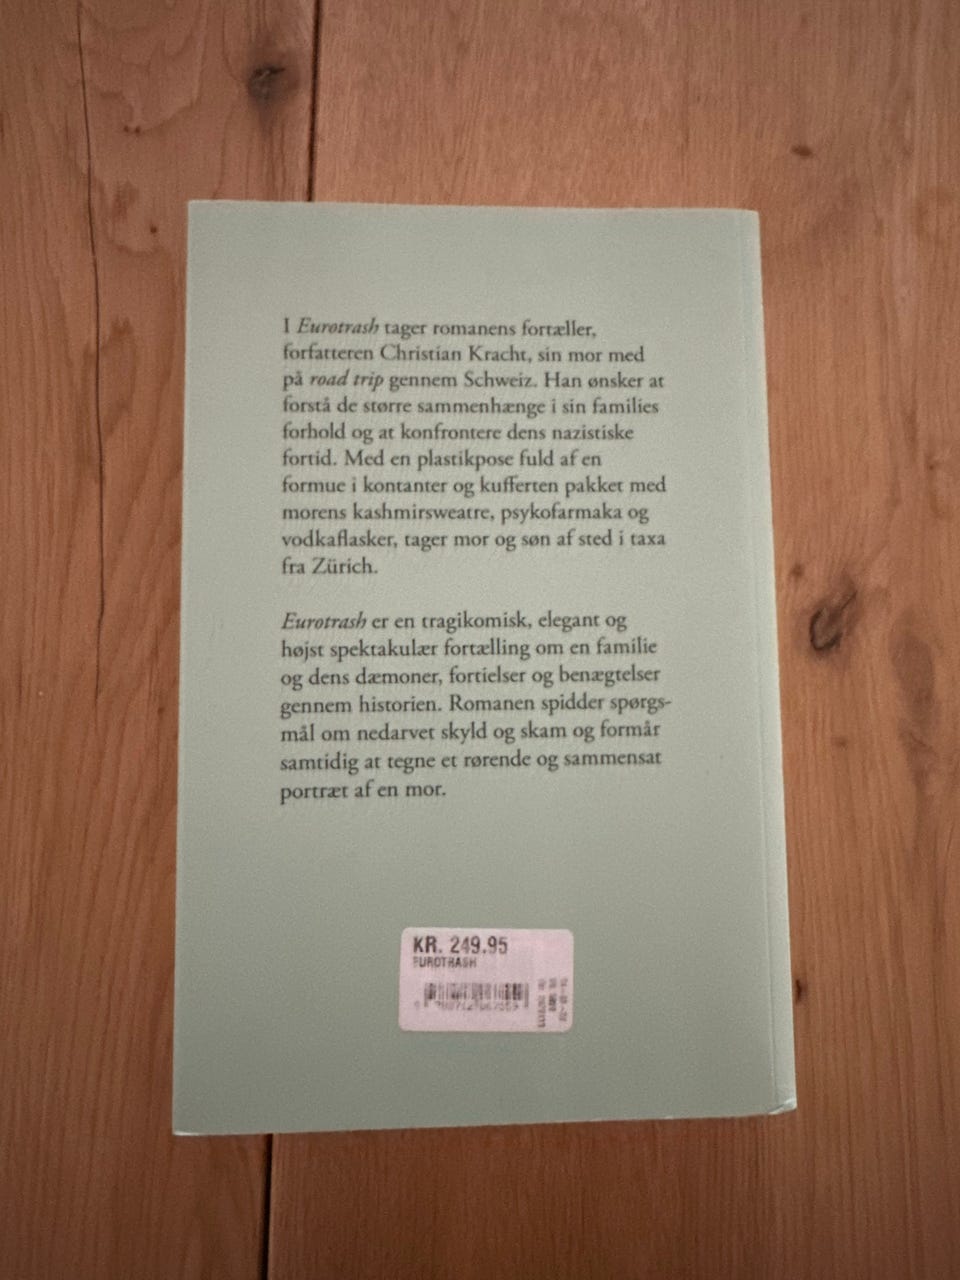 I Eurotrash tager romanens fortæller,
forfatteren Christian Kracht, sin mor med
på road trip gennem Schweiz. Han ønsker at
forstå de større sammenhænge i sin families
forhold og at konfrontere dens nazistiske
fortid. Med en plastikpose fuld af en
formue i kontanter og kufferten pakket med
morens kashmirsweatre, psykofarmaka og
vodkaflasker, tager mor og søn af sted i taxa
fra Zürich.
Eurotrash er en tragikomisk, elegant og
højst spektakulær fortælling om en familie
og dens dæmoner, fortielser og benægtelser
gennem historien. Romanen spidder spørgs-
mål om nedarvet skyld og skam og formår
samtidig at tegne et rørende og sammensat
portræt af en mor.
KR. 249.95
EUROTRASH